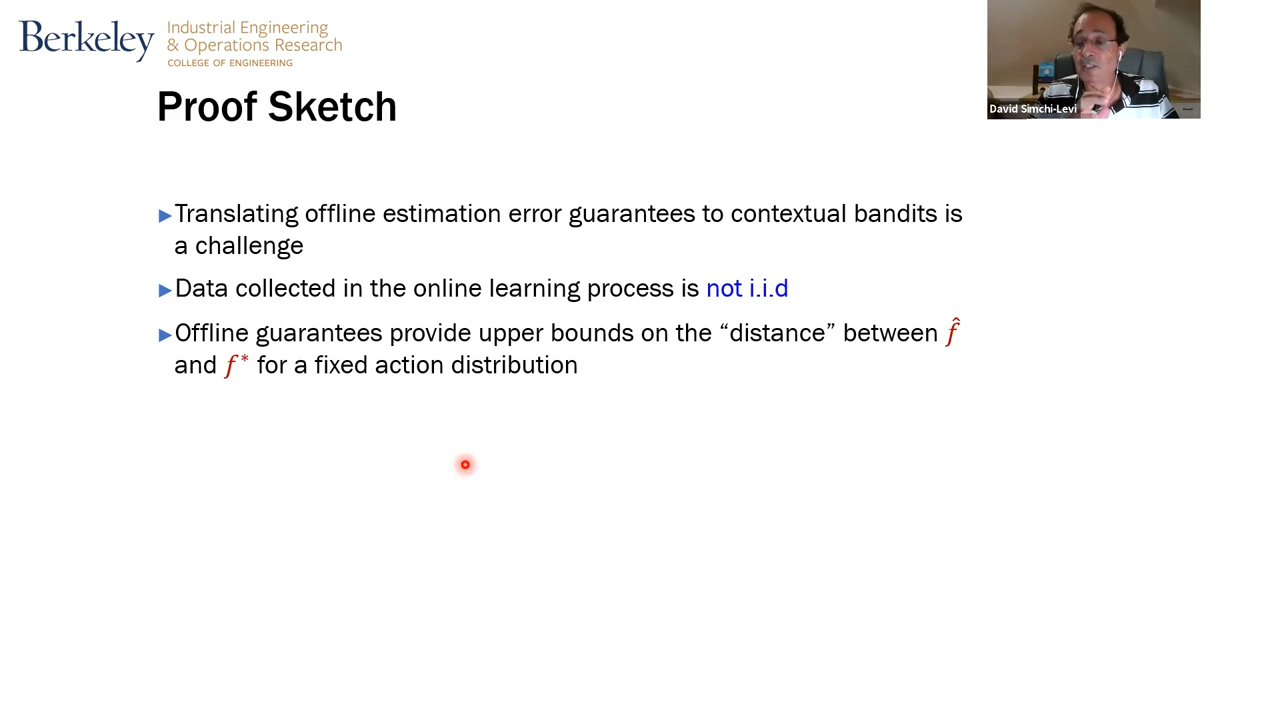 Berkeley
Industrial Engineering
& Operations Research
COLLEGE OF ENGINEERING
David Simchi-Levi
Proof Sketch
►Translating offline estimation error guarantees to contextual bandits is
a challenge
►Data collected in the online learning process is not i.i.d
►Offline guarantees provide upper bounds on the “distance” between f̂
and f* for a fixed action distribution